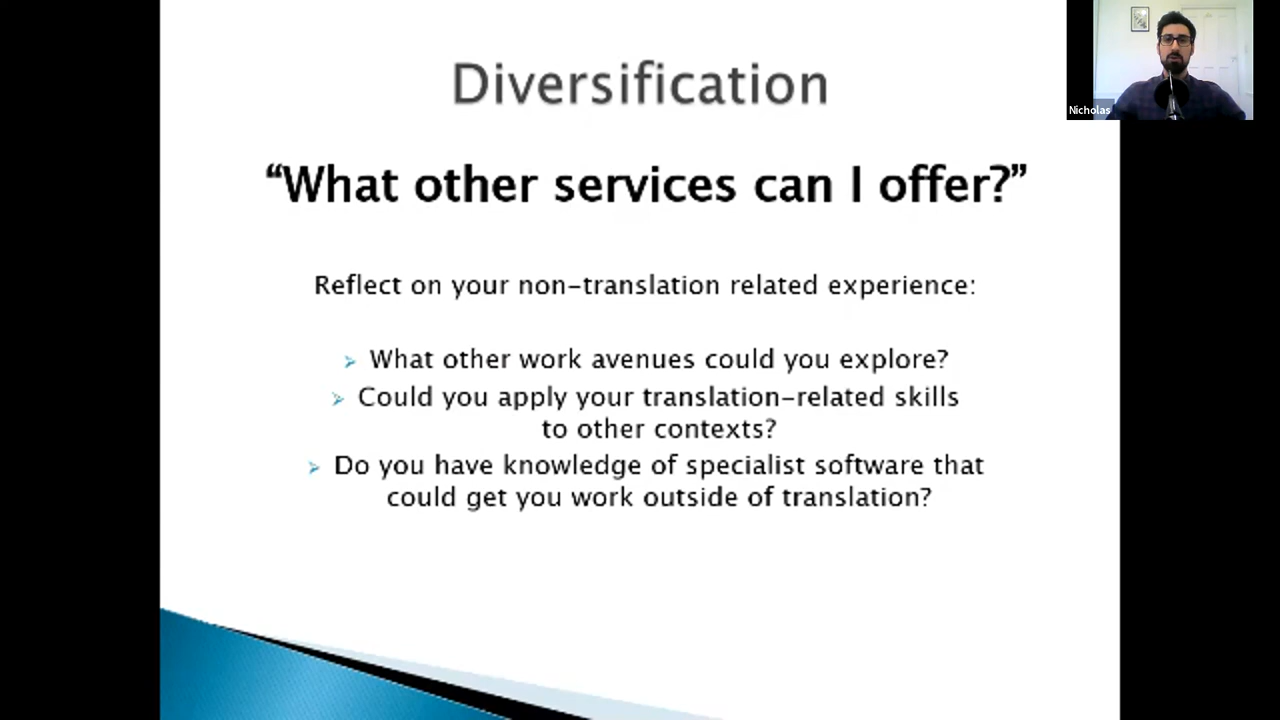 Diversification
“What other services can I offer?”
Reflect on your non-translation related experience:
➢ What other work avenues could you explore?
➢ Could you apply your translation-related skills
to other contexts?
➢ Do you have knowledge of specialist software that
could get you work outside of translation?
Nicholas